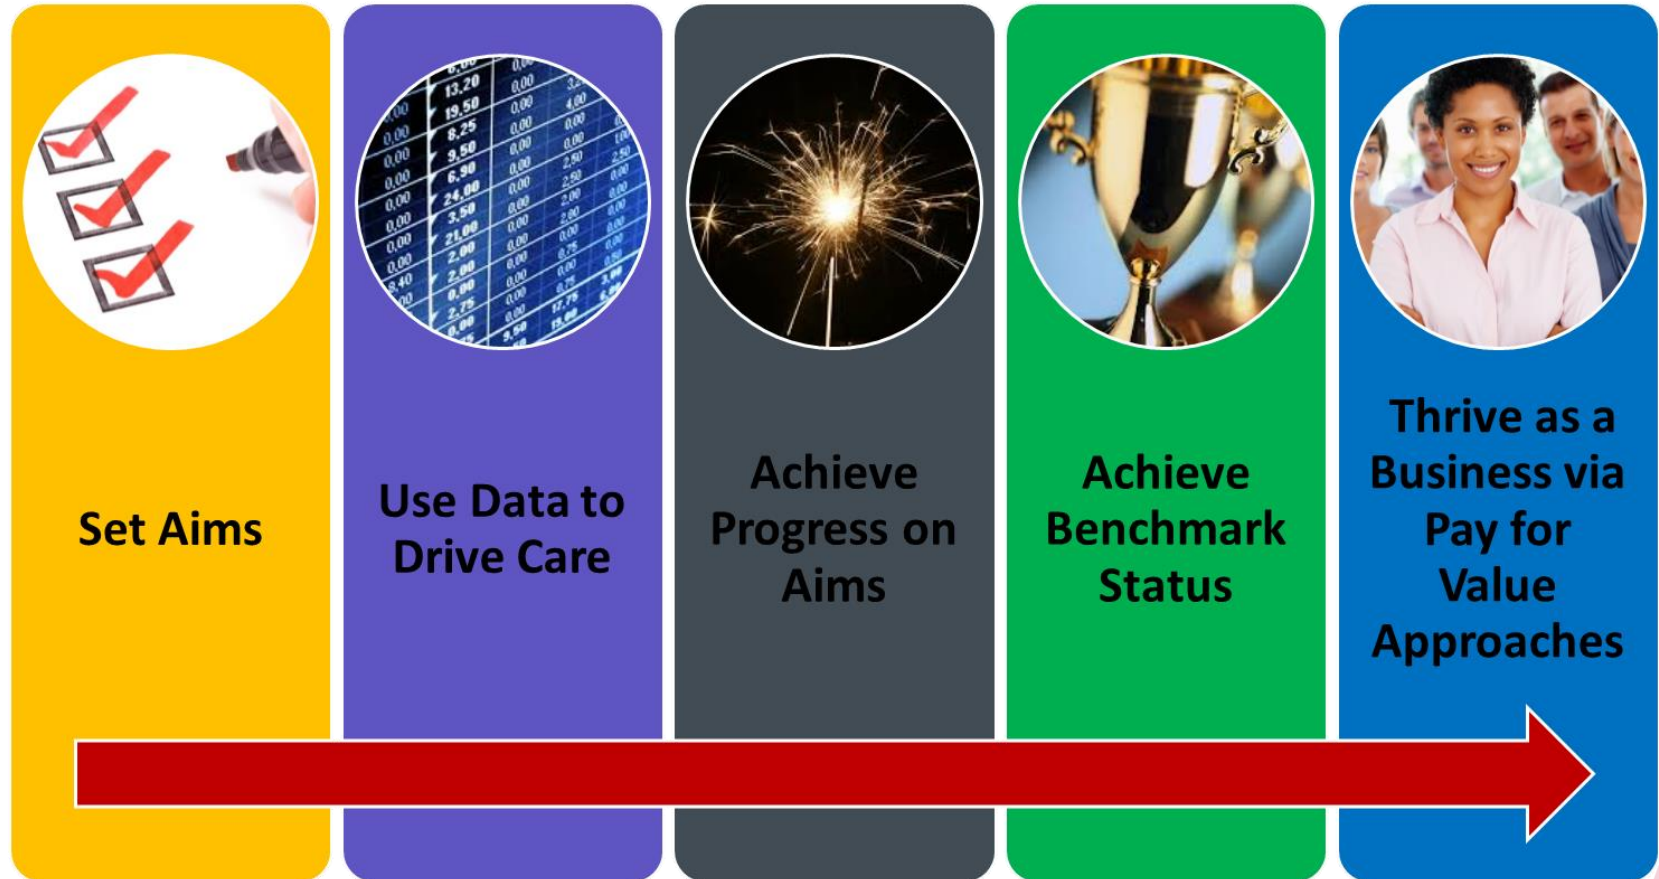 Set Aims
Use Data to
Drive Care
Achieve
Progress on
Aims
Achieve
Benchmark
Status
Thrive as a
Business via
Pay for
Value
Approaches